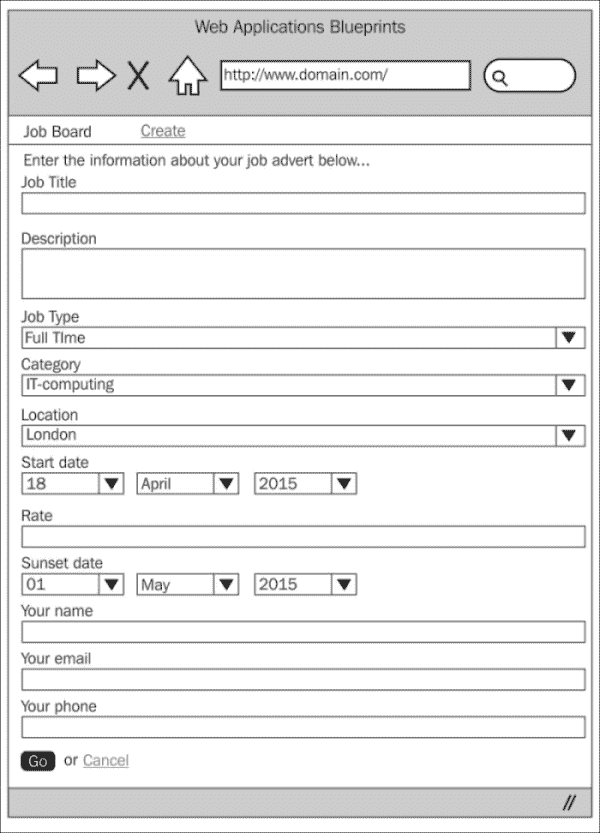 Web Applications Blueprints
http://www.domain.com/
Job Board Create
Enter the information about your job advert below...
Job Title
Description
Job Type
Full TIme
Category
IT-computing
Location
London
Start date
18 April 2015
Rate
Sunset date
01 May 2015
Your name
Your email
Your phone
Go or Cancel